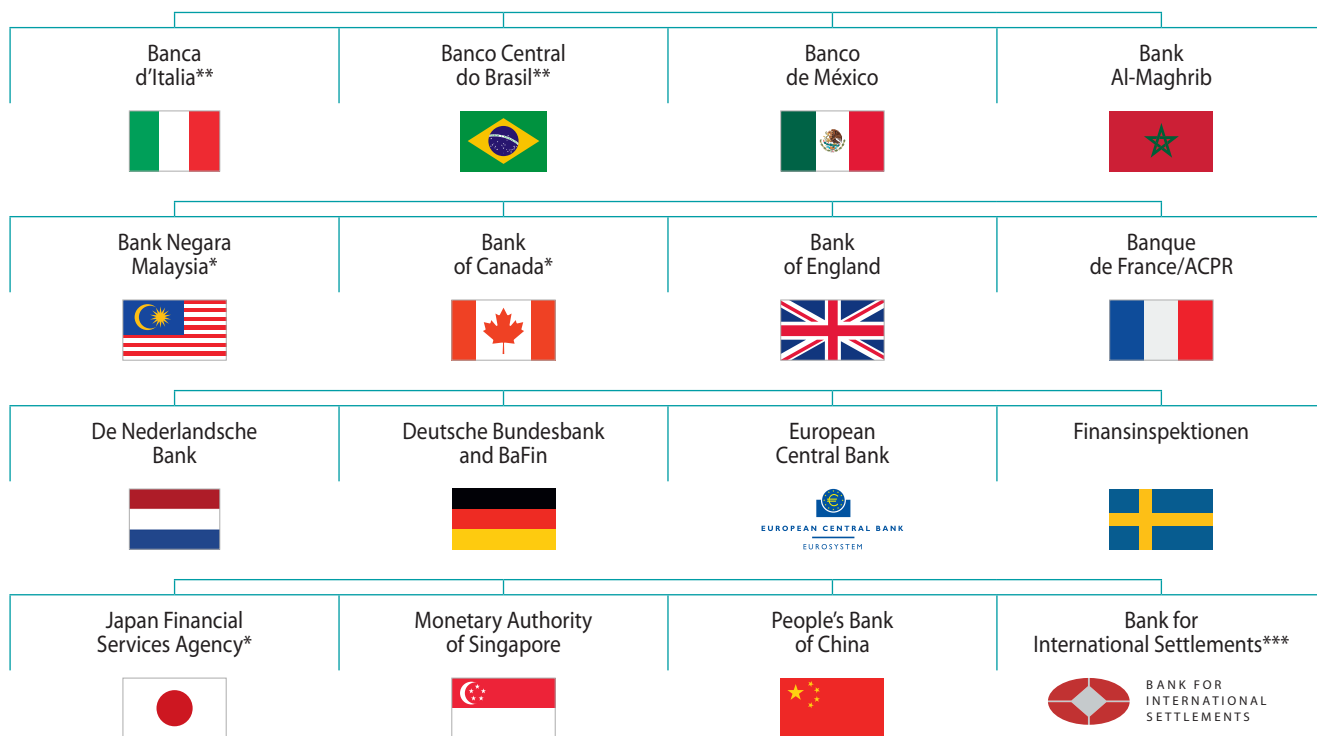 Banca
d'Italia**
Banco Central
do Brasil**
Banco
de México
Bank
Al-Maghrib
Bank Negara
Malaysia*
Bank
of Canada*
Bank
of England
Banque
de France/ACPR
De Nederlandsche
Bank
Deutsche Bundesbank
and BaFin
European
Central Bank
EUROPEAN CENTRAL BANK
EUROSYSTEM
Finansinspektionen
Japan Financial
Services Agency*
Monetary Authority
of Singapore
People's Bank
of China
Bank for
International Settlements***
BANK FOR
INTERNATIONAL
SETTLEMENTS